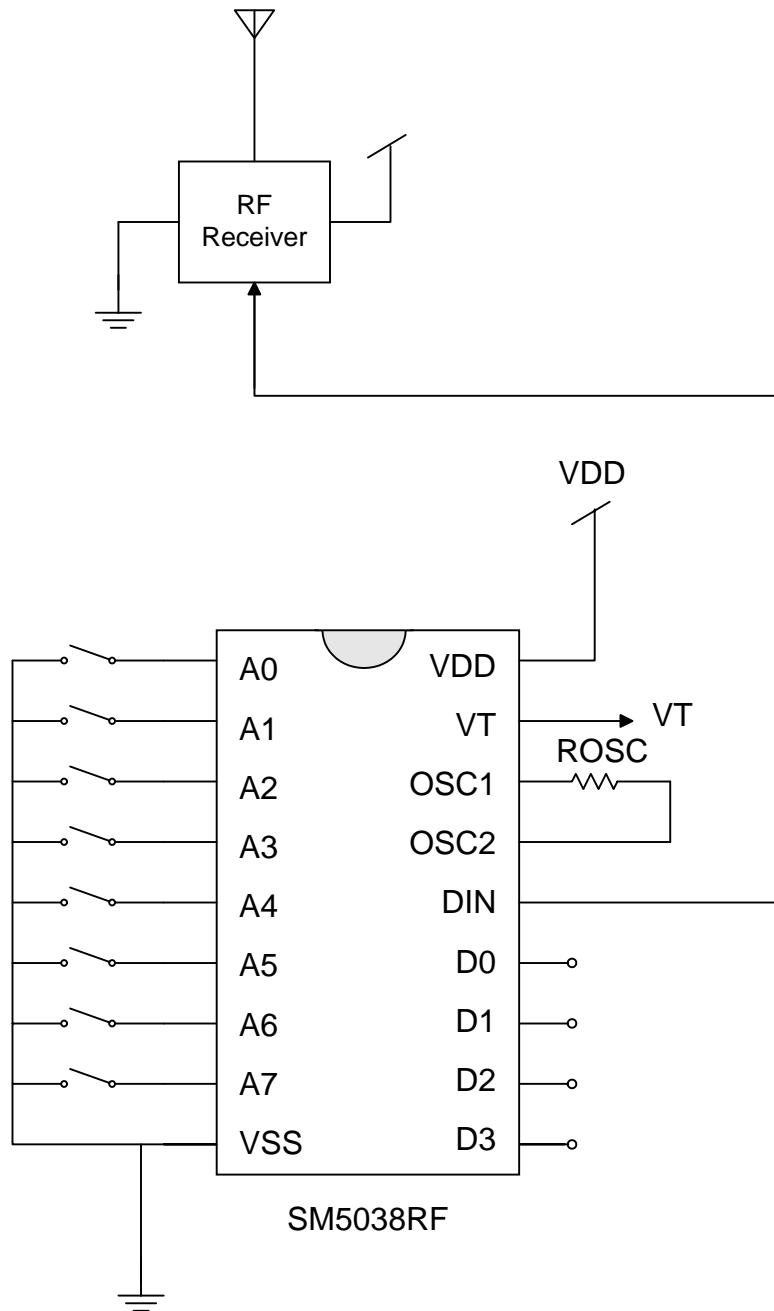 RF
Receiver
VDD
A0
A1
A2
A3
A4
A5
A6
A7
VSS
VDD
VT
OSC1
OSC2
DIN
D0
D1
D2
D3
VT
ROSC
SM5038RF